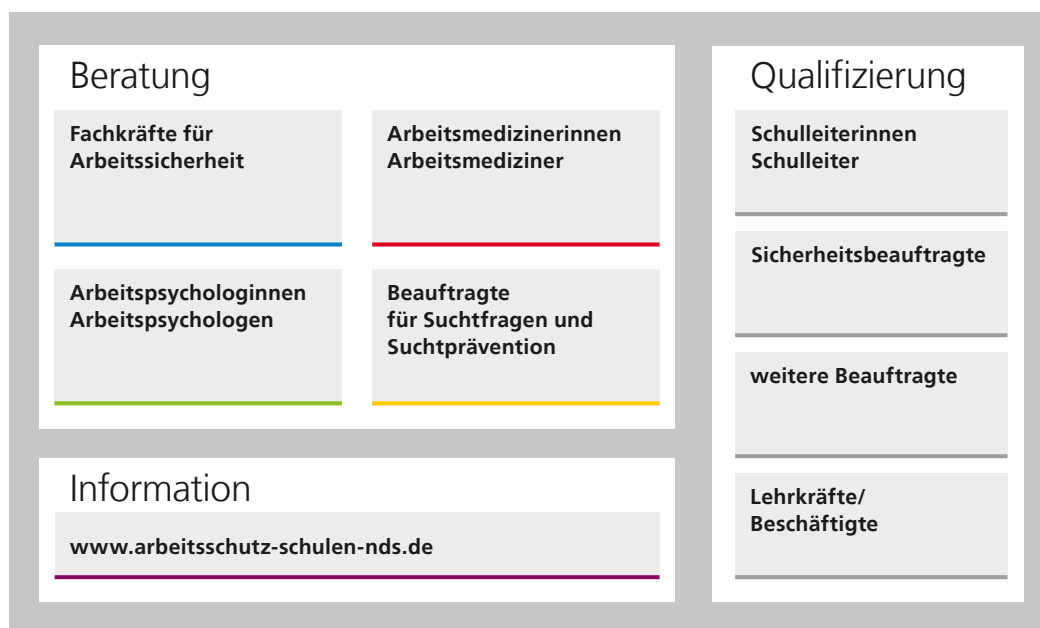 Beratung
Fachkräfte für
Arbeitssicherheit
Arbeitsmedizinerinnen
Arbeitsmediziner
Arbeitspsychologinnen
Arbeitspsychologen
Beauftragte
für Suchtfragen und
Suchtprävention
Information
www.arbeitsschutz-schulen-nds.de
Qualifizierung
Schulleiterinnen
Schulleiter
Sicherheitsbeauftragte
weitere Beauftragte
Lehrkräfte/
Beschäftigte